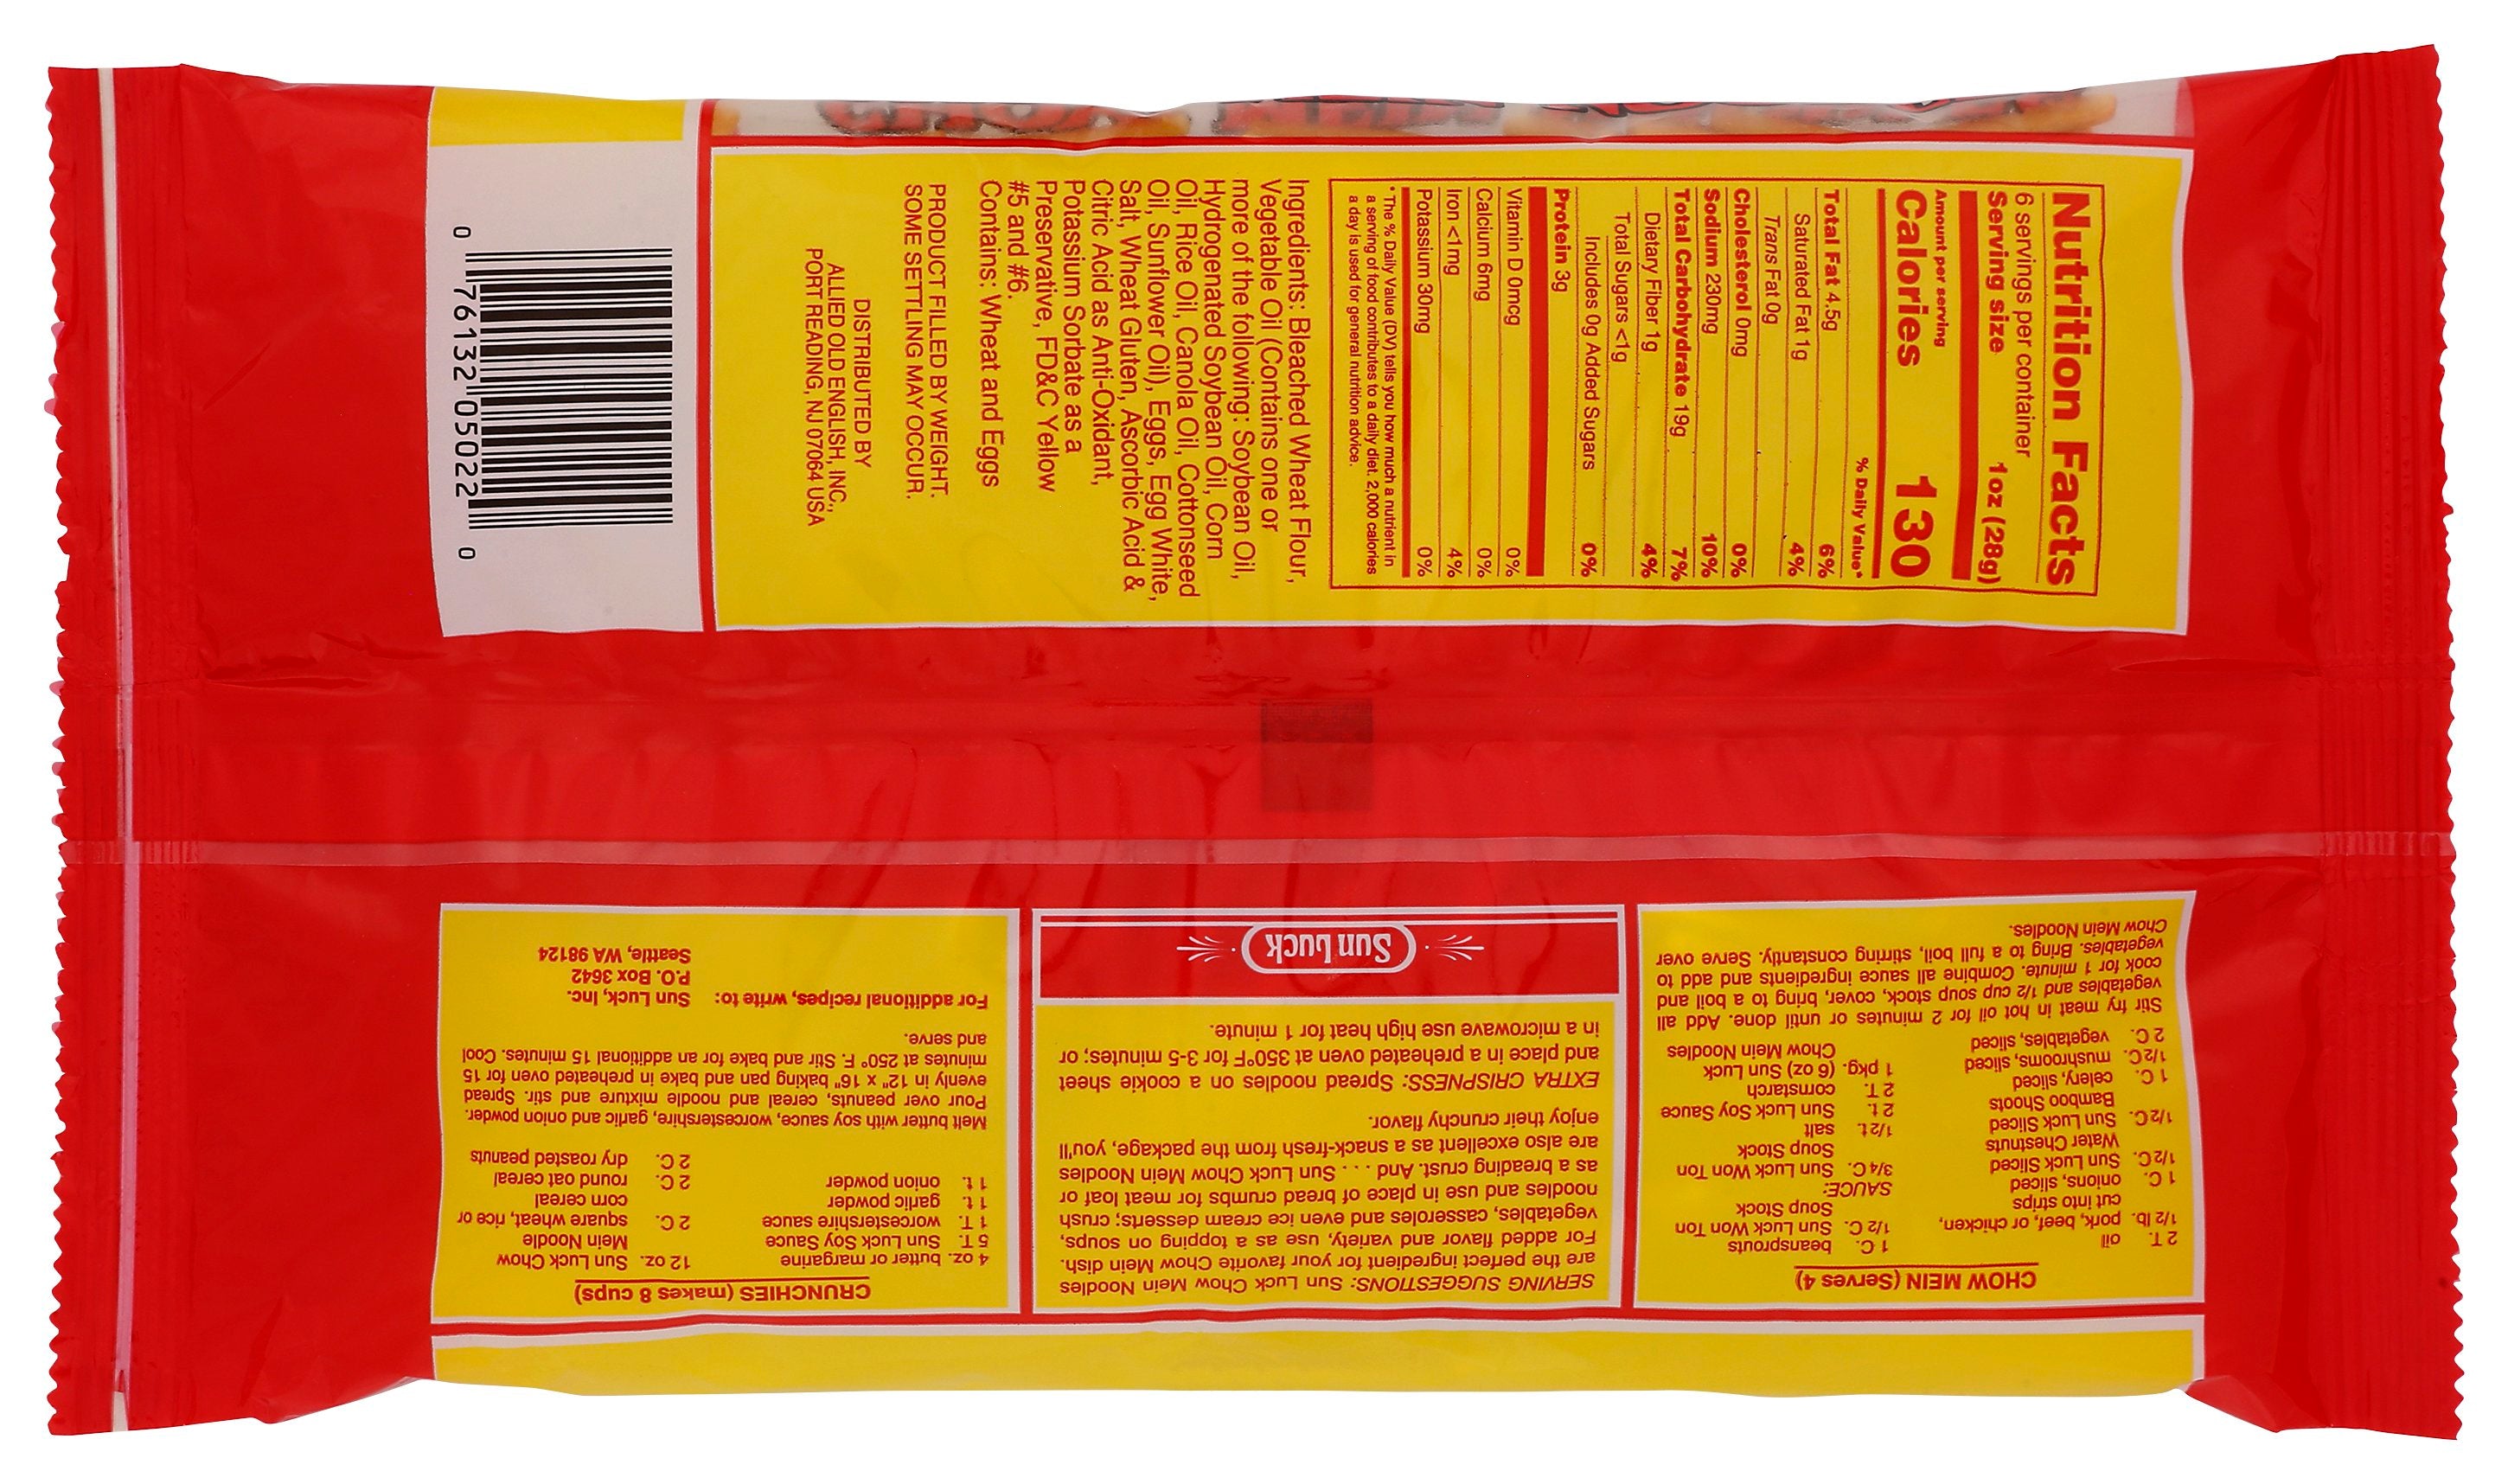 Nutrition Facts
6 servings per container
Serving size 1oz (28g)
Amount per serving
Calories 130
% Daily Value*
Total Fat 4.5g 6%
Saturated Fat 1g 4%
Trans Fat 0g
Cholesterol 0mg 0%
Sodium 230mg 10%
Total Carbohydrate 19g 7%
Dietary Fiber 1g 4%
Total Sugars <1g
Includes 0g Added Sugars 0%
Protein 3g
Vitamin D 0mcg 0%
Calcium 6mg 0%
Iron <1mg 4%
Potassium 30mg 0%
* The % Daily Value (DV) tells you how much a nutrient in
a serving of food contributes to a daily diet. 2,000 calories
a day is used for general nutrition advice.
Ingredients: Bleached Wheat Flour,
Vegetable Oil (Contains one or
more of the following: Soybean Oil,
Hydrogenated Soybean Oil, Corn
Oil, Rice Oil, Canola Oil, Cottonseed
Oil, Sunflower Oil), Eggs, Egg White,
Salt, Wheat Gluten, Ascorbic Acid &
Citric Acid as Anti-Oxidant,
Potassium Sorbate as a
Preservative, FD&C Yellow
#5 and #6.
Contains: Wheat and Eggs
PRODUCT FILLED BY WEIGHT.
SOME SETTLING MAY OCCUR.
DISTRIBUTED BY
ALLIED OLD ENGLISH, INC.,
PORT READING, NJ 07064 USA
0 76132 05022 0
CHOW MEIN (Serves 4)
2 T. oil
1/2 lb. pork, beef, or chicken,
cut into strips
1 C. onions, sliced
1/2 C. Sun Luck Sliced
Water Chestnuts
1/2 C. Sun Luck Sliced
Bamboo Shoots
1 C. celery, sliced
1/2 C. mushrooms, sliced
2 C. vegetables, sliced
1 C. beansprouts
1/2 C. Sun Luck Won Ton
Soup Stock
SAUCE:
3/4 C. Sun Luck Won Ton
Soup Stock
1/2 t. salt
2 t. Sun Luck Soy Sauce
2 T. cornstarch
1 pkg. (6 oz) Sun Luck
Chow Mein Noodles
Stir fry meat in hot oil for 2 minutes or until done. Add all
vegetables and 1/2 cup soup stock, cover, bring to a boil and
cook for 1 minute. Combine all sauce ingredients and add to
vegetables. Bring to a full boil, stirring constantly. Serve over
Chow Mein Noodles.
SERVING SUGGESTIONS: Sun Luck Chow Mein Noodles
are the perfect ingredient for your favorite Chow Mein dish.
For added flavor and variety, use as a topping on soups,
vegetables, casseroles and even ice cream desserts; crush
noodles and use in place of bread crumbs for meat loaf or
as a breading crust. And . . . Sun Luck Chow Mein Noodles
are also excellent as a snack-fresh from the package, you'll
enjoy their crunchy flavor.
EXTRA CRISPNESS: Spread noodles on a cookie sheet
and place in a preheated oven at 350°F for 3-5 minutes; or
in a microwave use high heat for 1 minute.
Sun Luck
CRUNCHIES (makes 8 cups)
4 oz. butter or margarine
5 T. Sun Luck Soy Sauce
1 T. worcestershire sauce
1 t. garlic powder
1 t. onion powder
12 oz. Sun Luck Chow
Mein Noodle
2 C. square wheat, rice or
corn cereal
2 C. round oat cereal
2 C. dry roasted peanuts
Melt butter with soy sauce, worcestershire, garlic and onion powder.
Pour over peanuts, cereal and noodle mixture and stir. Spread
evenly in 12" x 16" baking pan and bake in preheated oven for 15
minutes at 250° F. Stir and bake for an additional 15 minutes. Cool
and serve.
For additional recipes, write to: Sun Luck, Inc.
P.O. Box 3642
Seattle, WA 98124